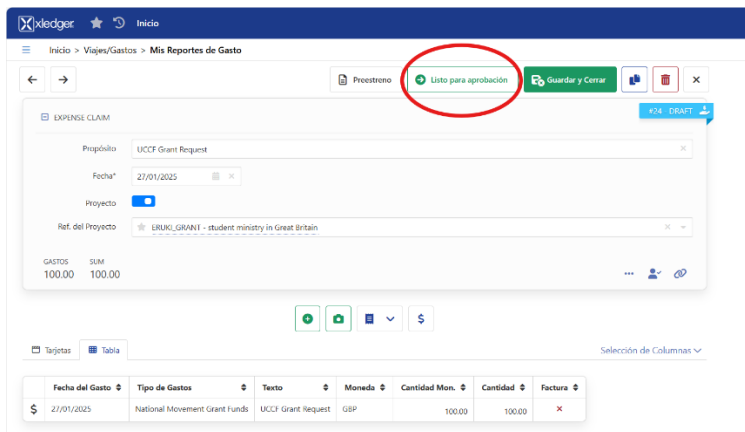 xledger Inicio
Inicio > Viajes/Gastos > Mis Reportes de Gasto
Preestreno Listo para aprobación Guardar y Cerrar
EXPENSE CLAIM #24 DRAFT
Propósito UCCF Grant Request
Fecha* 27/01/2025
Proyecto
Ref. del Proyecto ERUKI_GRANT - student ministry in Great Britain
GASTOS SUM
100.00 100.00
Tarjetas Tabla Selección de Columnas
Fecha del Gasto Tipo de Gastos Texto Moneda Cantidad Mon. Cantidad Factura
$ 27/01/2025 National Movement Grant Funds UCCF Grant Request GBP 100.00 100.00 ×